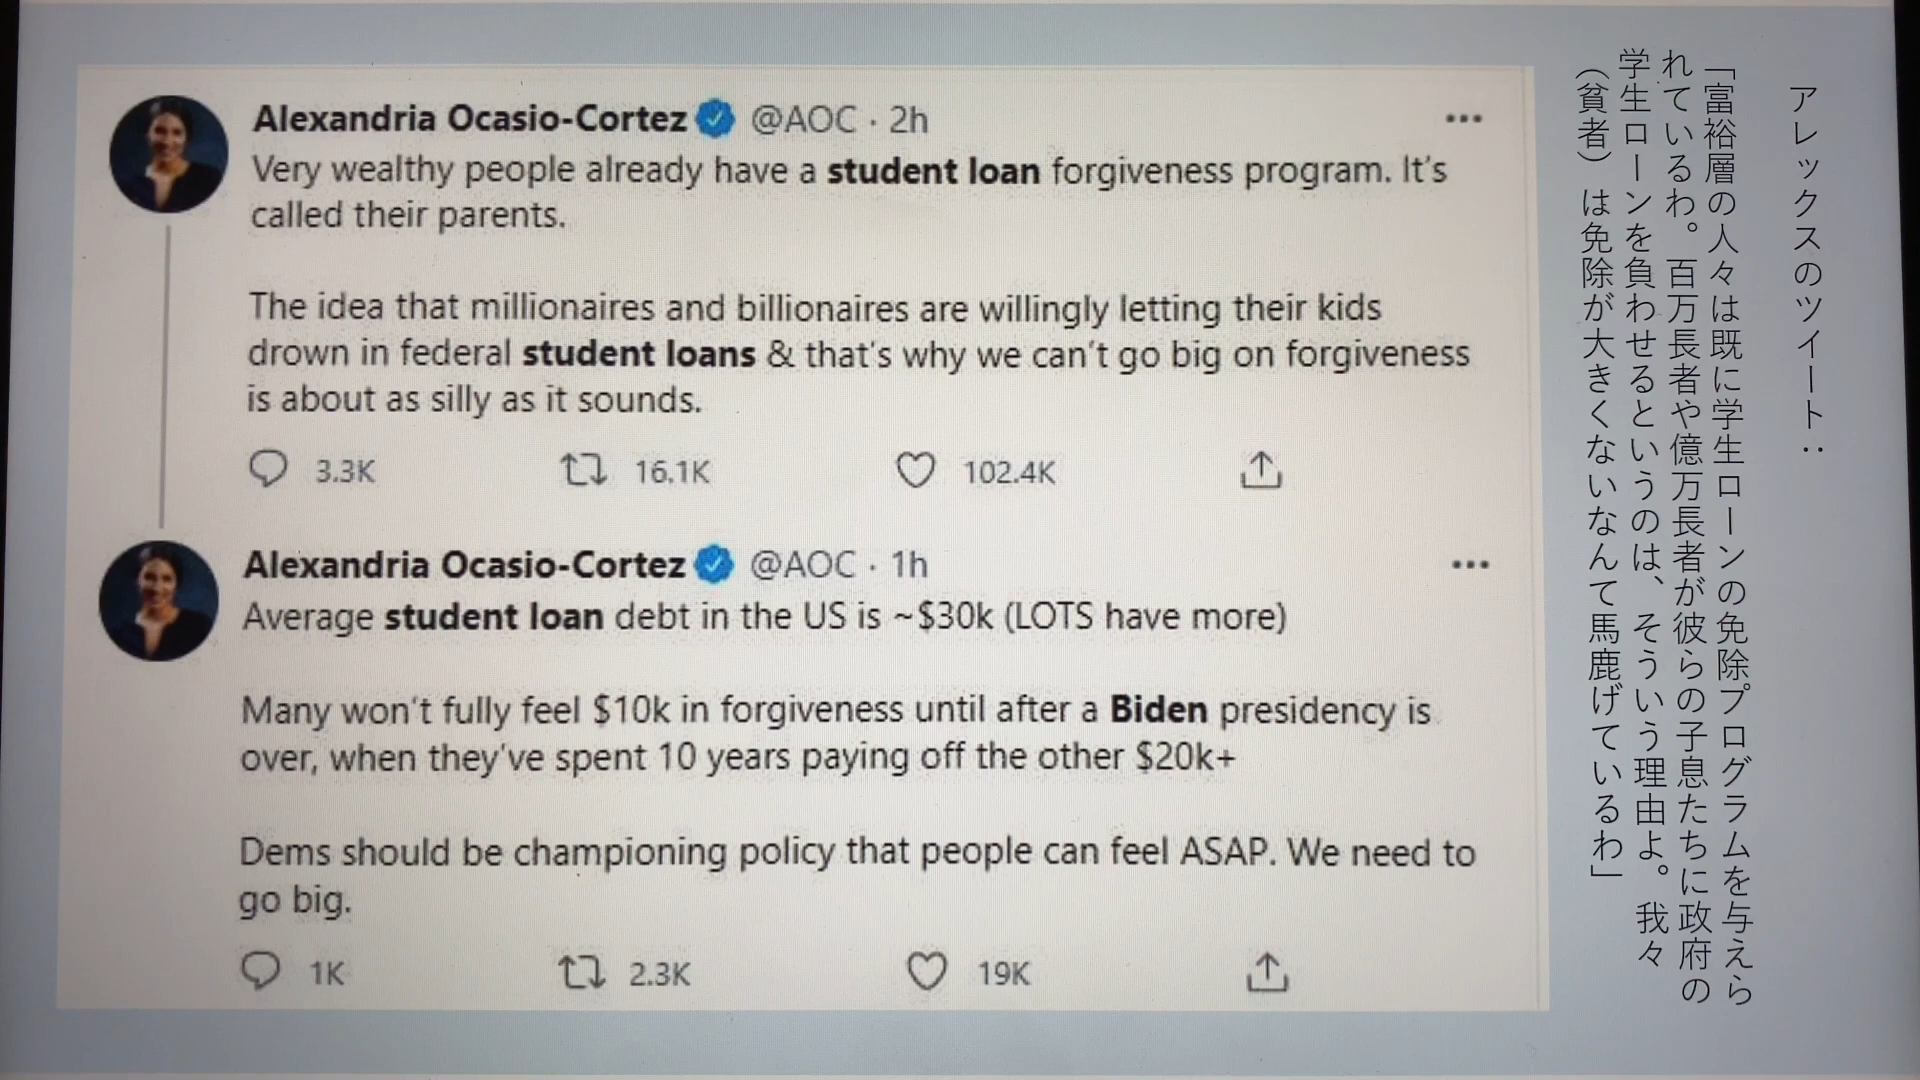 Alexandria Ocasio-Cortez @AOC · 2h
Very wealthy people already have a student loan forgiveness program. It's
called their parents.
The idea that millionaires and billionaires are willingly letting their kids
drown in federal student loans & that's why we can't go big on forgiveness
is about as silly as it sounds.
3.3K 16.1K 102.4K
Alexandria Ocasio-Cortez @AOC · 1h
Average student loan debt in the US is ~$30k (LOTS have more)
Many won't fully feel $10k in forgiveness until after a Biden presidency is
over, when they've spent 10 years paying off the other $20k+
Dems should be championing policy that people can feel ASAP. We need to
go big.
1K 2.3K 19K
アレックスのツイート：
「富裕層の人々は既に学生ローンの免除プログラムを与えら
れているわ。百万長者や億万長者が彼らの子息たちに政府の
学生ローンを負わせるというのは、そういう理由よ。我々
（貧者）は免除が大きくないなんて馬鹿げているわ」